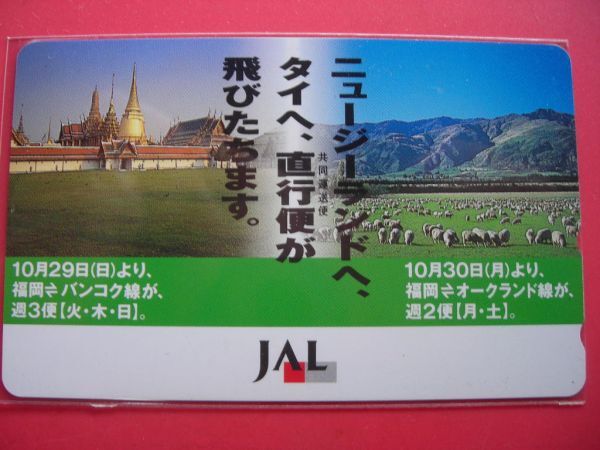 ニュージーランドへ、
共同運送便
タイへ、直行便が
飛びたちます。
10月29日(日)より、
福岡⇌バンコク線が、
週3便【火・木・日】。
10月30日(月)より、
福岡⇌オークランド線が、
週2便【月・土】。
JAL